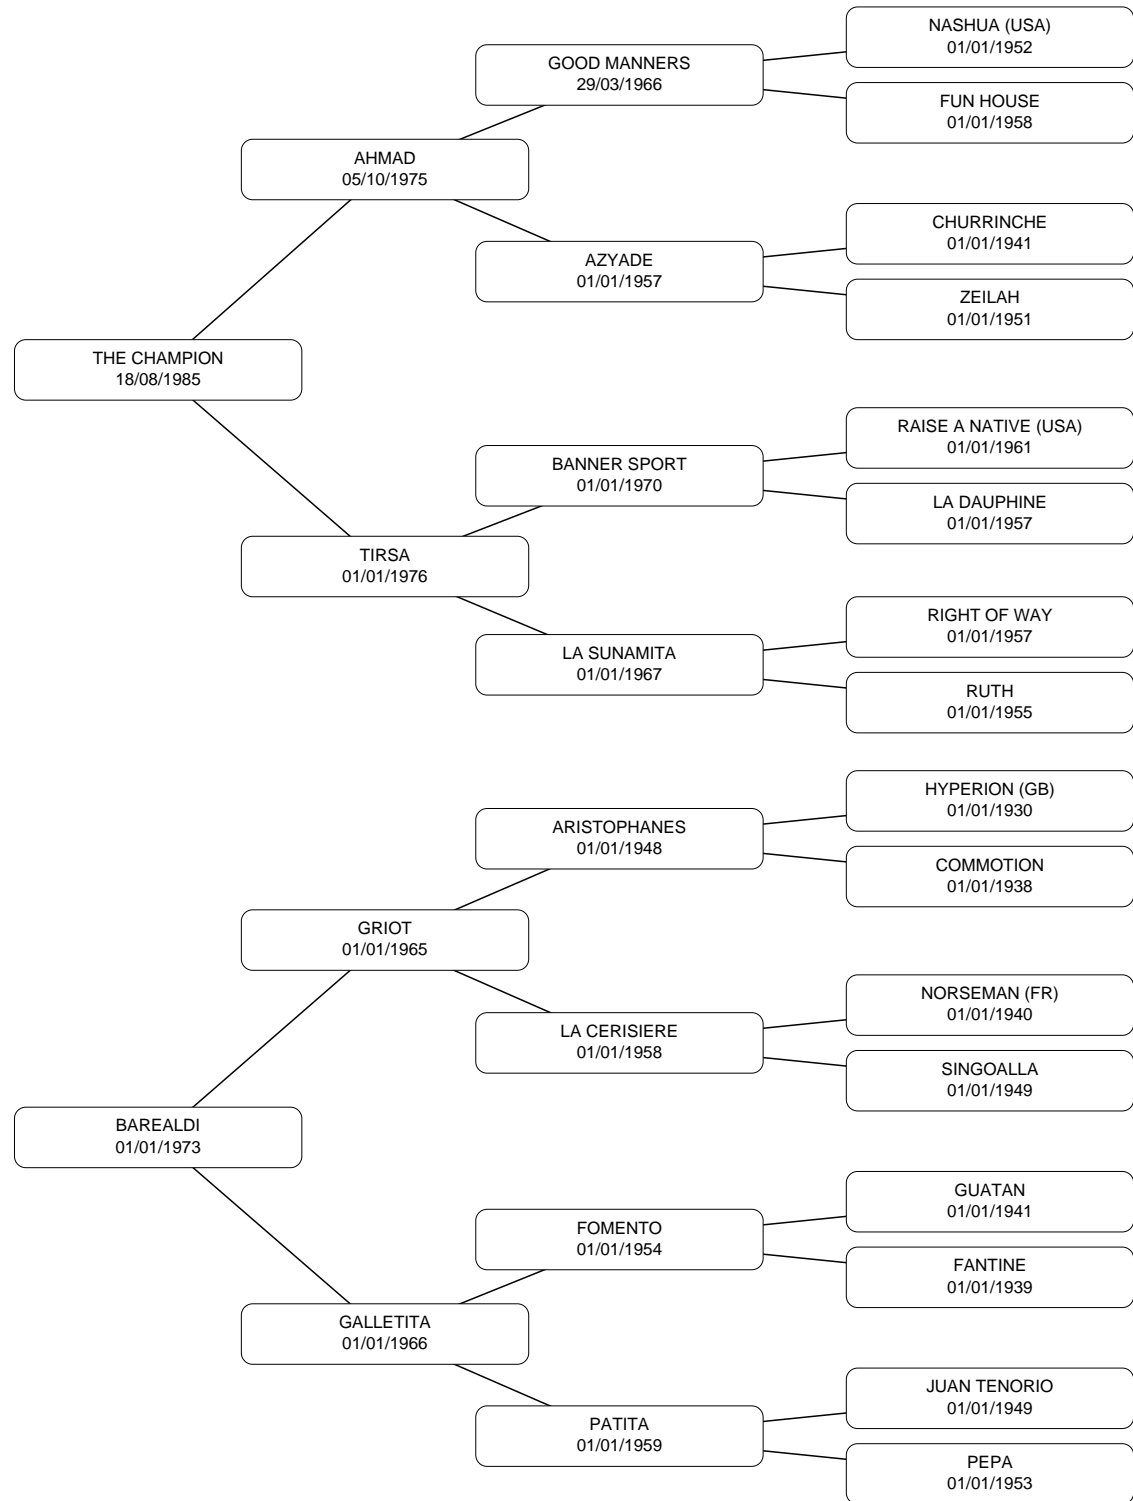 NASHUA (USA)
01/01/1952
GOOD MANNERS
29/03/1966
FUN HOUSE
01/01/1958
AHMAD
05/10/1975
CHURRINCHE
01/01/1941
AZYADE
01/01/1957
ZEILAH
01/01/1951
THE CHAMPION
18/08/1985
RAISE A NATIVE (USA)
01/01/1961
BANNER SPORT
01/01/1970
LA DAUPHINE
01/01/1957
TIRSA
01/01/1976
RIGHT OF WAY
01/01/1957
LA SUNAMITA
01/01/1967
RUTH
01/01/1955
HYPERION (GB)
01/01/1930
ARISTOPHANES
01/01/1948
COMMOTION
01/01/1938
GRIOT
01/01/1965
NORSEMAN (FR)
01/01/1940
LA CERISIERE
01/01/1958
SINGOALLA
01/01/1949
BAREALDI
01/01/1973
GUATAN
01/01/1941
FOMENTO
01/01/1954
FANTINE
01/01/1939
GALLETITA
01/01/1966
JUAN TENORIO
01/01/1949
PATITA
01/01/1959
PEPA
01/01/1953